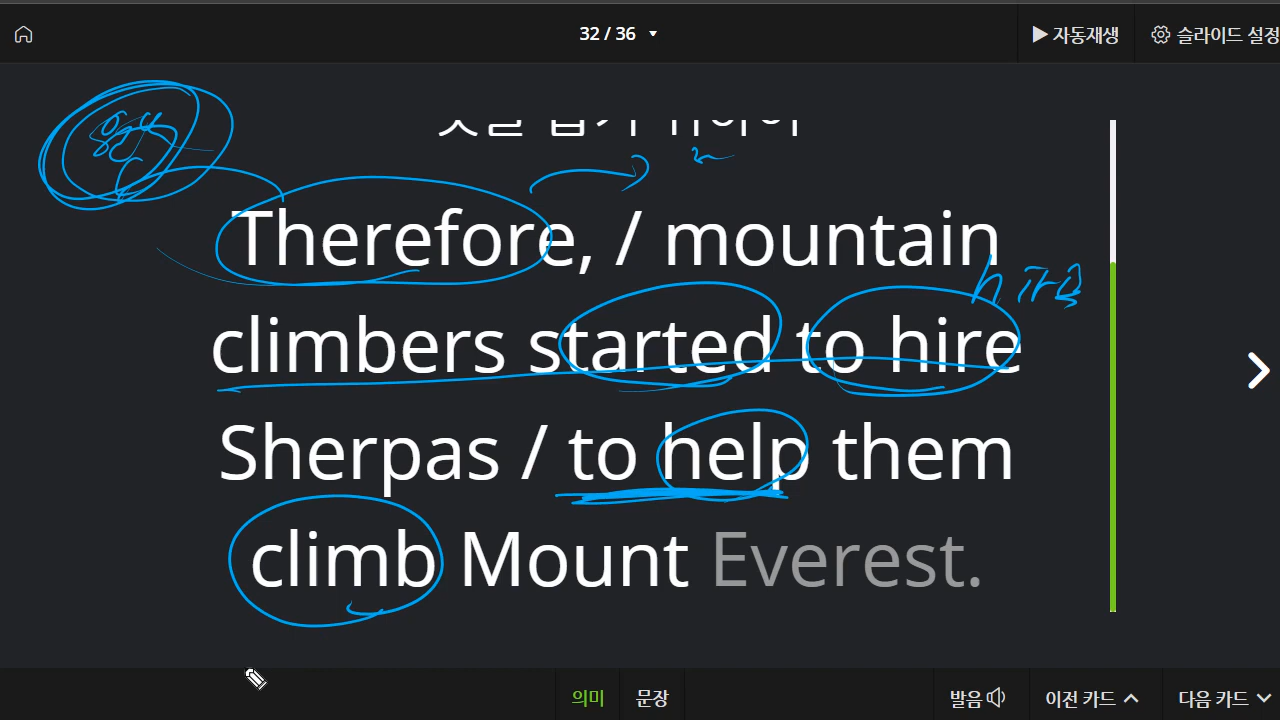 32 / 36
자동재생
슬라이드 설정
Therefore, / mountain
climbers started to hire
Sherpas / to help them
climb Mount Everest.
의미
문장
발음
이전 카드
다음 카드